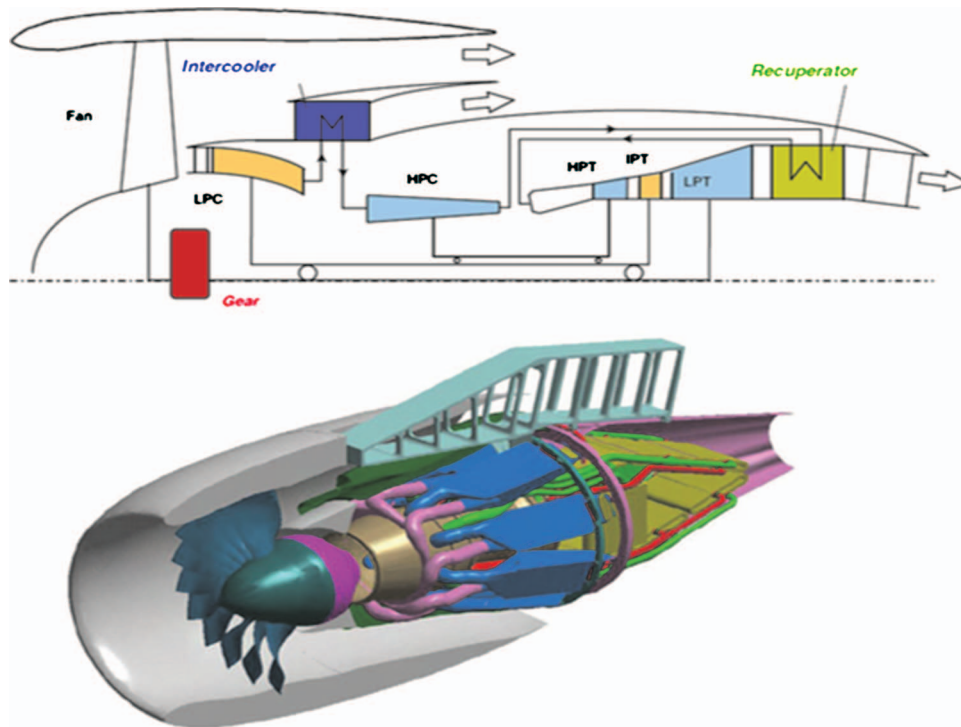 Intercooler
Recuperator
Fan
HPC
HPT
IPT
LPT
LPC
Gear